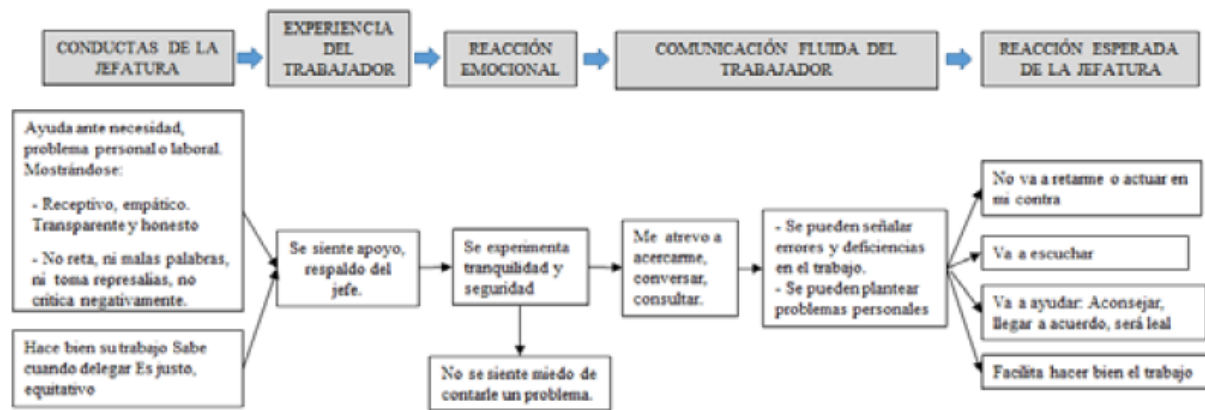 CONDUCTAS DE LA
JEFATURA
EXPERIENCIA
DEL
TRABAJADOR
REACCIÓN
EMOCIONAL
COMUNICACIÓN FLUIDA DEL
TRABAJADOR
REACCIÓN ESPERADA
DE LA JEFATURA
Ayuda ante necesidad,
problema personal o laboral.
Mostrándose:
- Receptivo, empático.
Transparente y honesto
- No reta, ni malas palabras,
ni toma represalias, no
critica negativamente.
Hace bien su trabajo Sabe
cuando delegar Es justo,
equitativo
Se siente apoyo,
respaldo del
jefe.
Se experimenta
tranquilidad y
seguridad
No se siente miedo de
contarle un problema.
Me atrevo a
acercarme,
conversar,
consultar.
- Se pueden señalar
errores y deficiencias
en el trabajo.
- Se pueden plantear
problemas personales
No va a retarme o actuar en
mi contra
Va a escuchar
Va a ayudar: Aconsejar,
llegar a acuerdo, será leal
Facilita hacer bien el trabajo